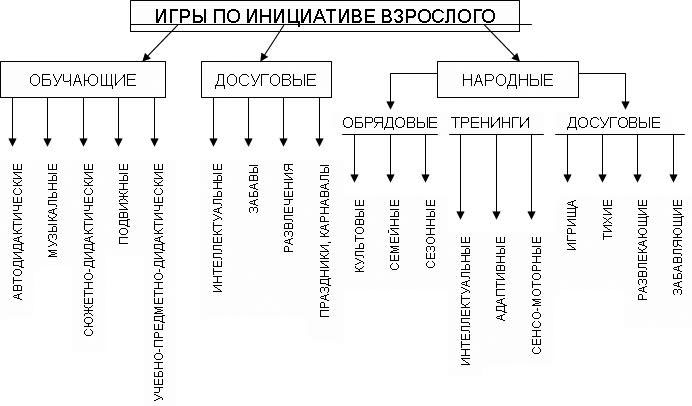 ИГРЫ ПО ИНИЦИАТИВЕ ВЗРОСЛОГО
ОБУЧАЮЩИЕ
ДОСУГОВЫЕ
НАРОДНЫЕ
ОБРЯДОВЫЕ
ТРЕНИНГИ
ДОСУГОВЫЕ
АВТОДИДАКТИЧЕСКИЕ
МУЗЫКАЛЬНЫЕ
СЮЖЕТНО-ДИДАКТИЧЕСКИЕ
ПОДВИЖНЫЕ
УЧЕБНО-ПРЕДМЕТНО-ДИДАКТИЧЕСКИЕ
ИНТЕЛЛЕКТУАЛЬНЫЕ
ЗАБАВЫ
РАЗВЛЕЧЕНИЯ
ПРАЗДНИКИ, КАРНАВАЛЫ
КУЛЬТОВЫЕ
СЕМЕЙНЫЕ
СЕЗОННЫЕ
ИНТЕЛЛЕКТУАЛЬНЫЕ
АДАПТИВНЫЕ
СЕНСО-МОТОРНЫЕ
ИГРИЩА
ТИХИЕ
РАЗВЛЕКАЮЩИЕ
ЗАБАВЛЯЮЩИЕ